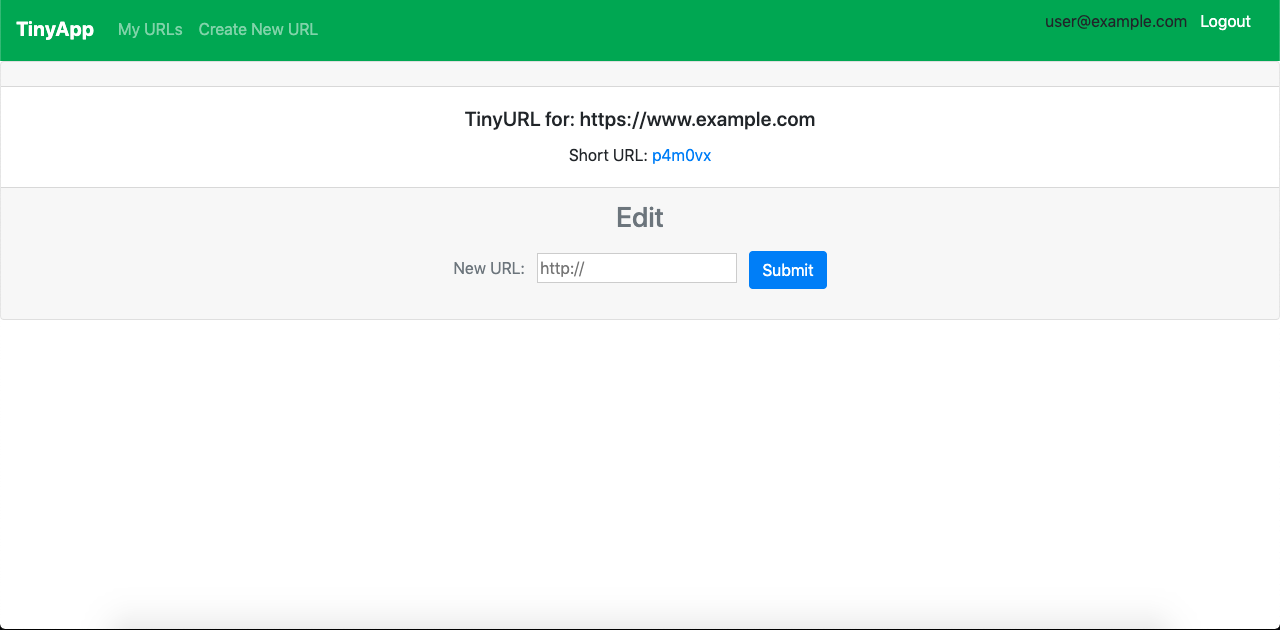 TinyApp My URLs Create New URL user@example.com Logout
TinyURL for: https://www.example.com
Short URL: p4m0vx
Edit
New URL: http:// Submit